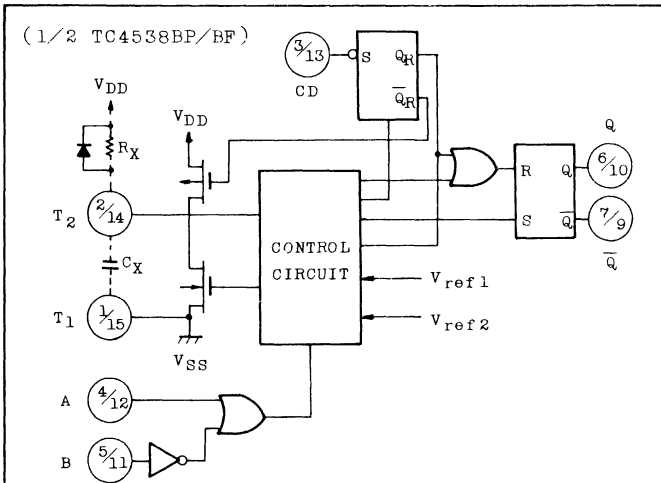 (1/2 TC4538BP/BF)
3/13
CD
S QR
Q̅R
VDD
RX
VDD
T2 2/14
CX
T1 1/15
VSS
CONTROL
CIRCUIT
Vref1
Vref2
R Q
S Q̅
Q
6/10
7/9
Q̅
A 4/12
B 5/11